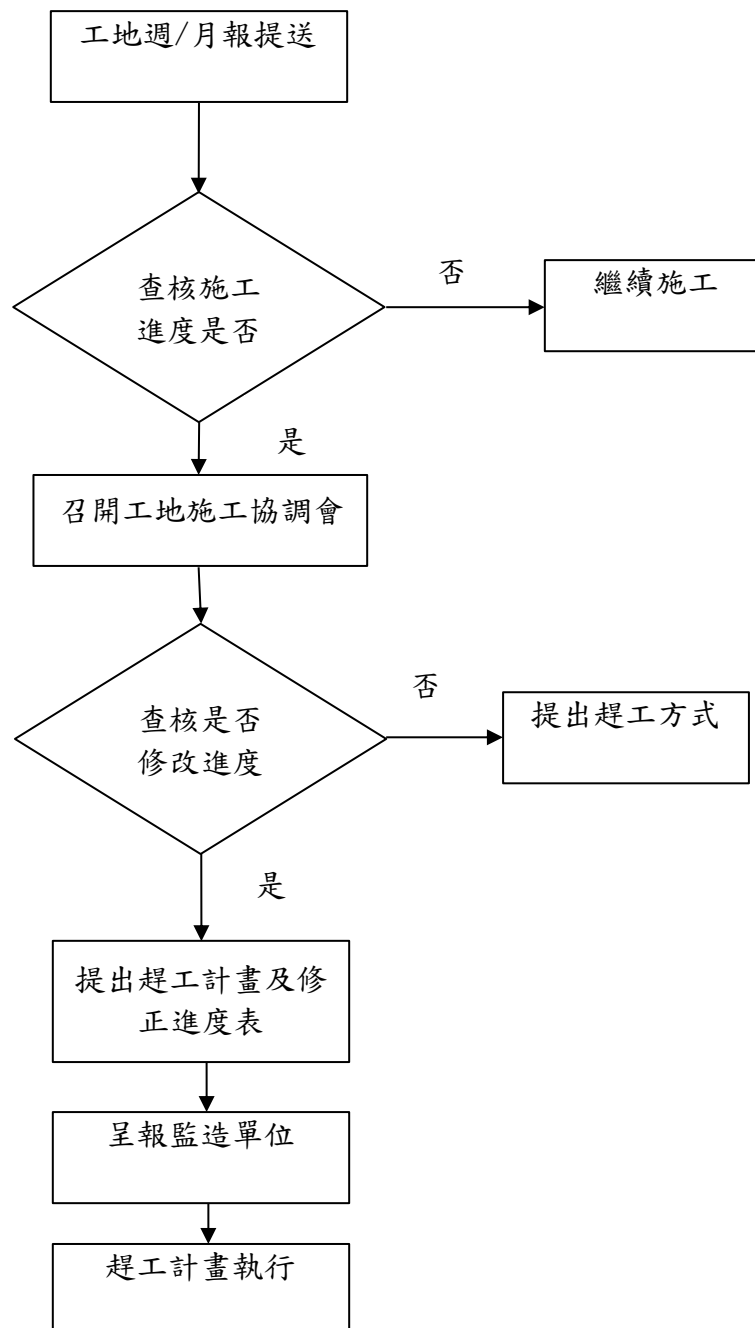 工地週/月報提送
查核施工
進度是否
否
繼續施工
是
召開工地施工協調會
查核是否
修改進度
否
提出趕工方式
是
提出趕工計畫及修
正進度表
呈報監造單位
趕工計畫執行